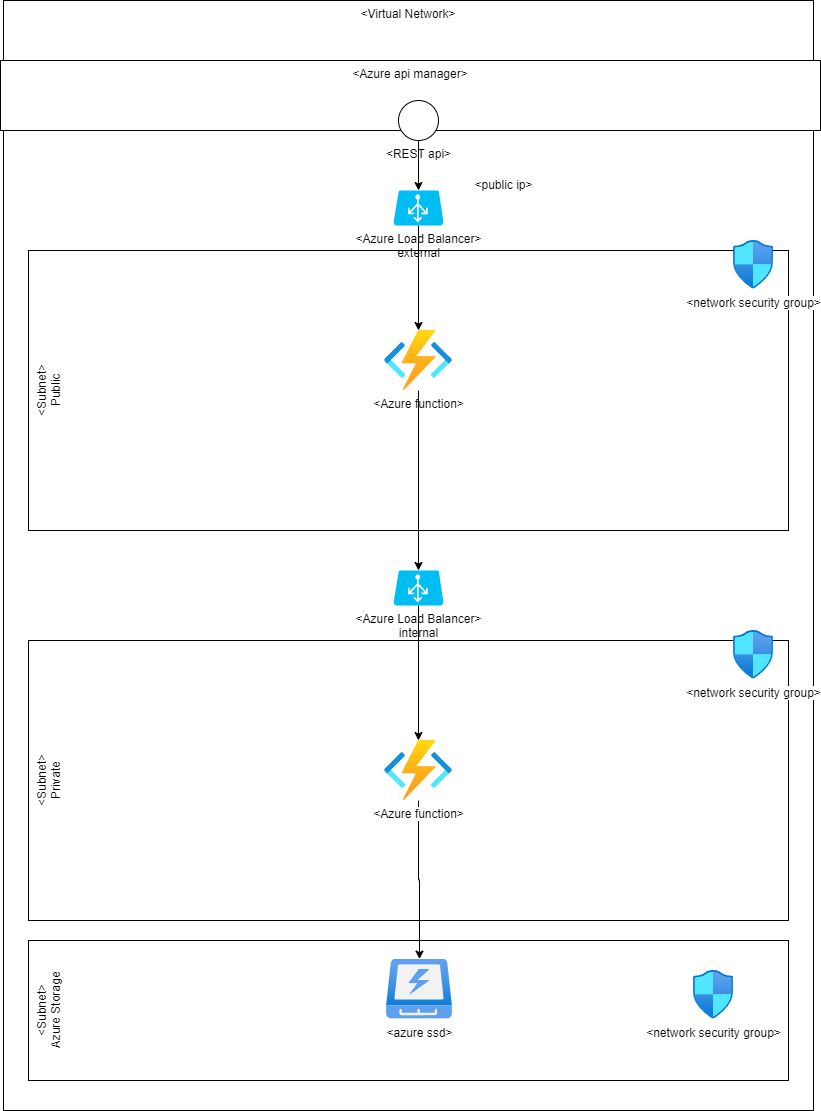 <Virtual Network>
<Azure api manager>
<REST api>
<public ip>
<Azure Load Balancer>
external
<network security group>
<Subnet>
Public
<Azure function>
<Azure Load Balancer>
internal
<network security group>
<Subnet>
Private
<Azure function>
<Subnet>
Azure Storage
<azure ssd>
<network security group>